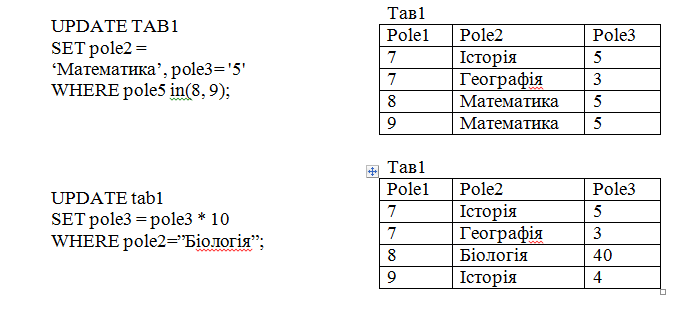 UPDATE TAB1
SET pole2 =
‘Математика’, pole3= '5'
WHERE pole5 in(8, 9);
Тав1
Pole1 Pole2 Pole3
7 Історія 5
7 Географія 3
8 Математика 5
9 Математика 5
UPDATE tab1
SET pole3 = pole3 * 10
WHERE pole2=”Біологія”;
Тав1
Pole1 Pole2 Pole3
7 Історія 5
7 Географія 3
8 Біологія 40
9 Історія 4